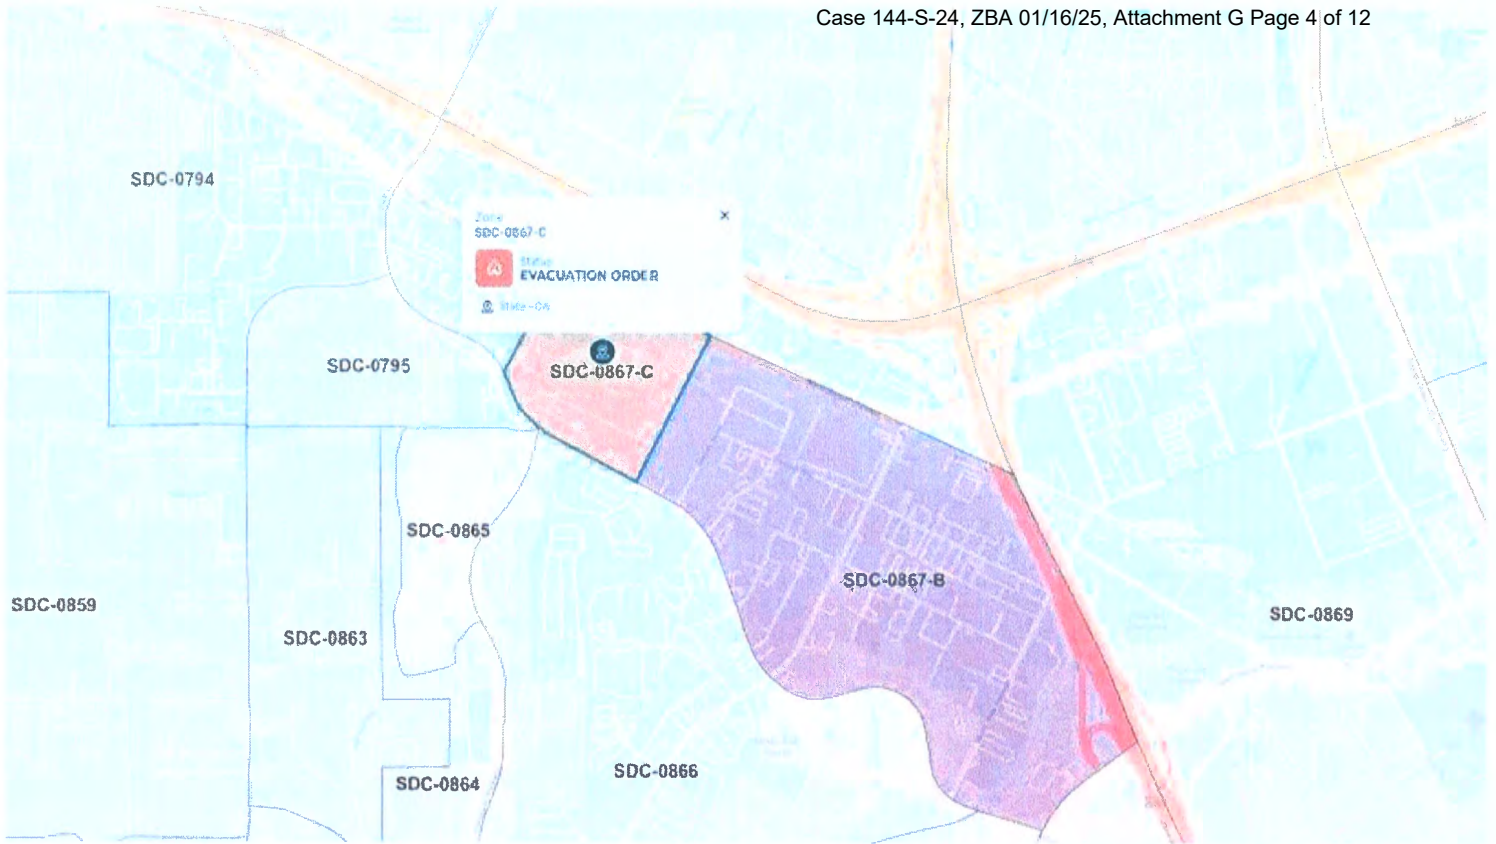 Case 144-S-24, ZBA 01/16/25, Attachment G Page 4 of 12
SDC-0794
Zone
SDC-0867-C
Status
EVACUATION ORDER
SDC-0795
SDC-0867-C
SDC-0865
SDC-0867-B
SDC-0859
SDC-0869
SDC-0863
SDC-0866
SDC-0864